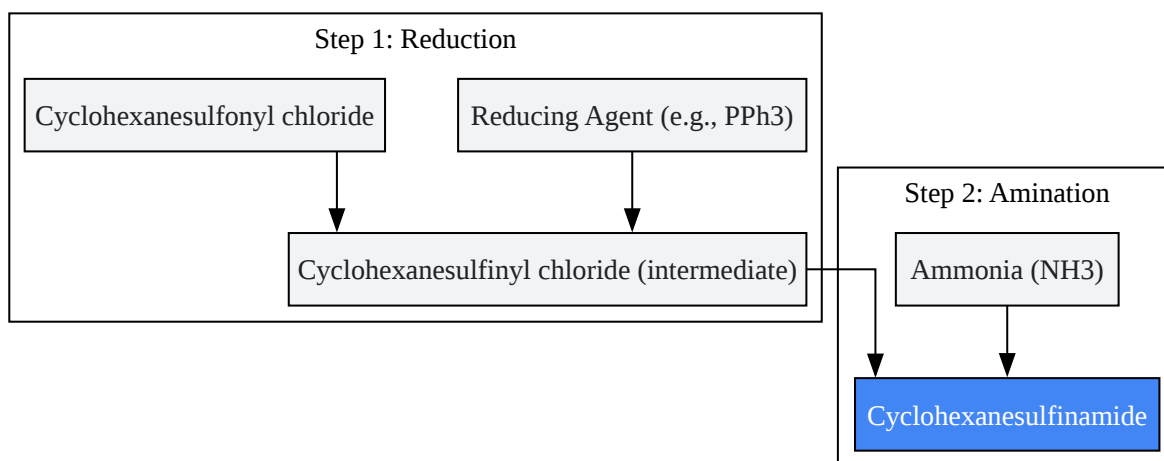 Step 1: Reduction
Cyclohexanesulfonyl chloride
Reducing Agent (e.g., PPh3)
Cyclohexanesulfinyl chloride (intermediate)
Step 2: Amination
Ammonia (NH3)
Cyclohexanesulfinamide